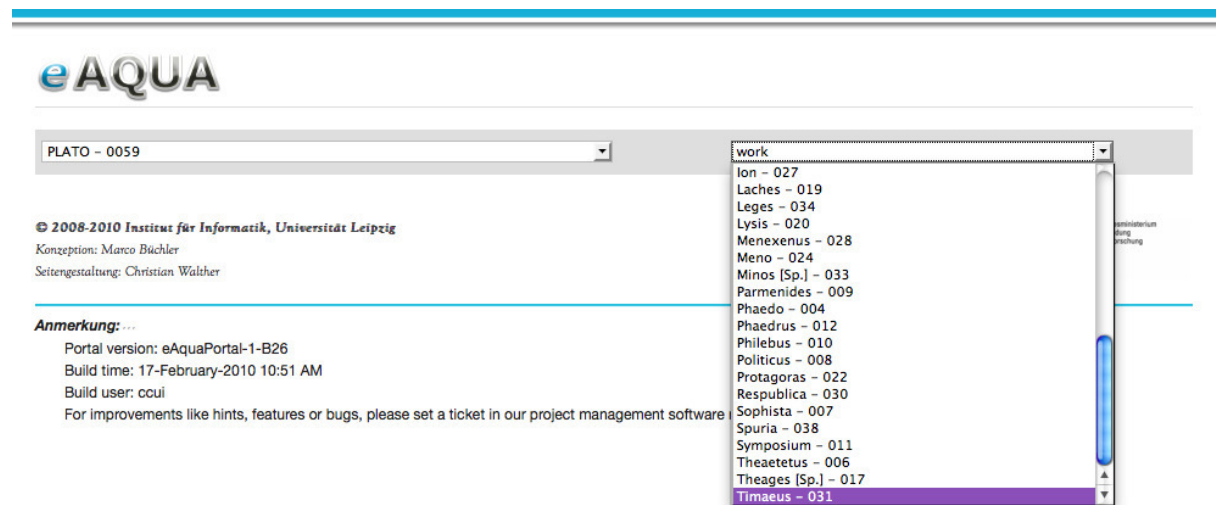 eAQUA
PLATO – 0059
work
Ion – 027
Laches – 019
Leges – 034
Lysis – 020
Menexenus – 028
Meno – 024
Minos [Sp.] – 033
Parmenides – 009
Phaedo – 004
Phaedrus – 012
Philebus – 010
Politicus – 008
Protagoras – 022
Respublica – 030
Sophista – 007
Spuria – 038
Symposium – 011
Theaetetus – 006
Theages [Sp.] – 017
Timaeus – 031
© 2008-2010 Institut für Informatik, Universität Leipzig
Konzeption: Marco Büchler
Seitengestaltung: Christian Walther
esministerium
dung
orschung
Anmerkung: ...
Portal version: eAquaPortal-1-B26
Build time: 17-February-2010 10:51 AM
Build user: ccui
For improvements like hints, features or bugs, please set a ticket in our project management software